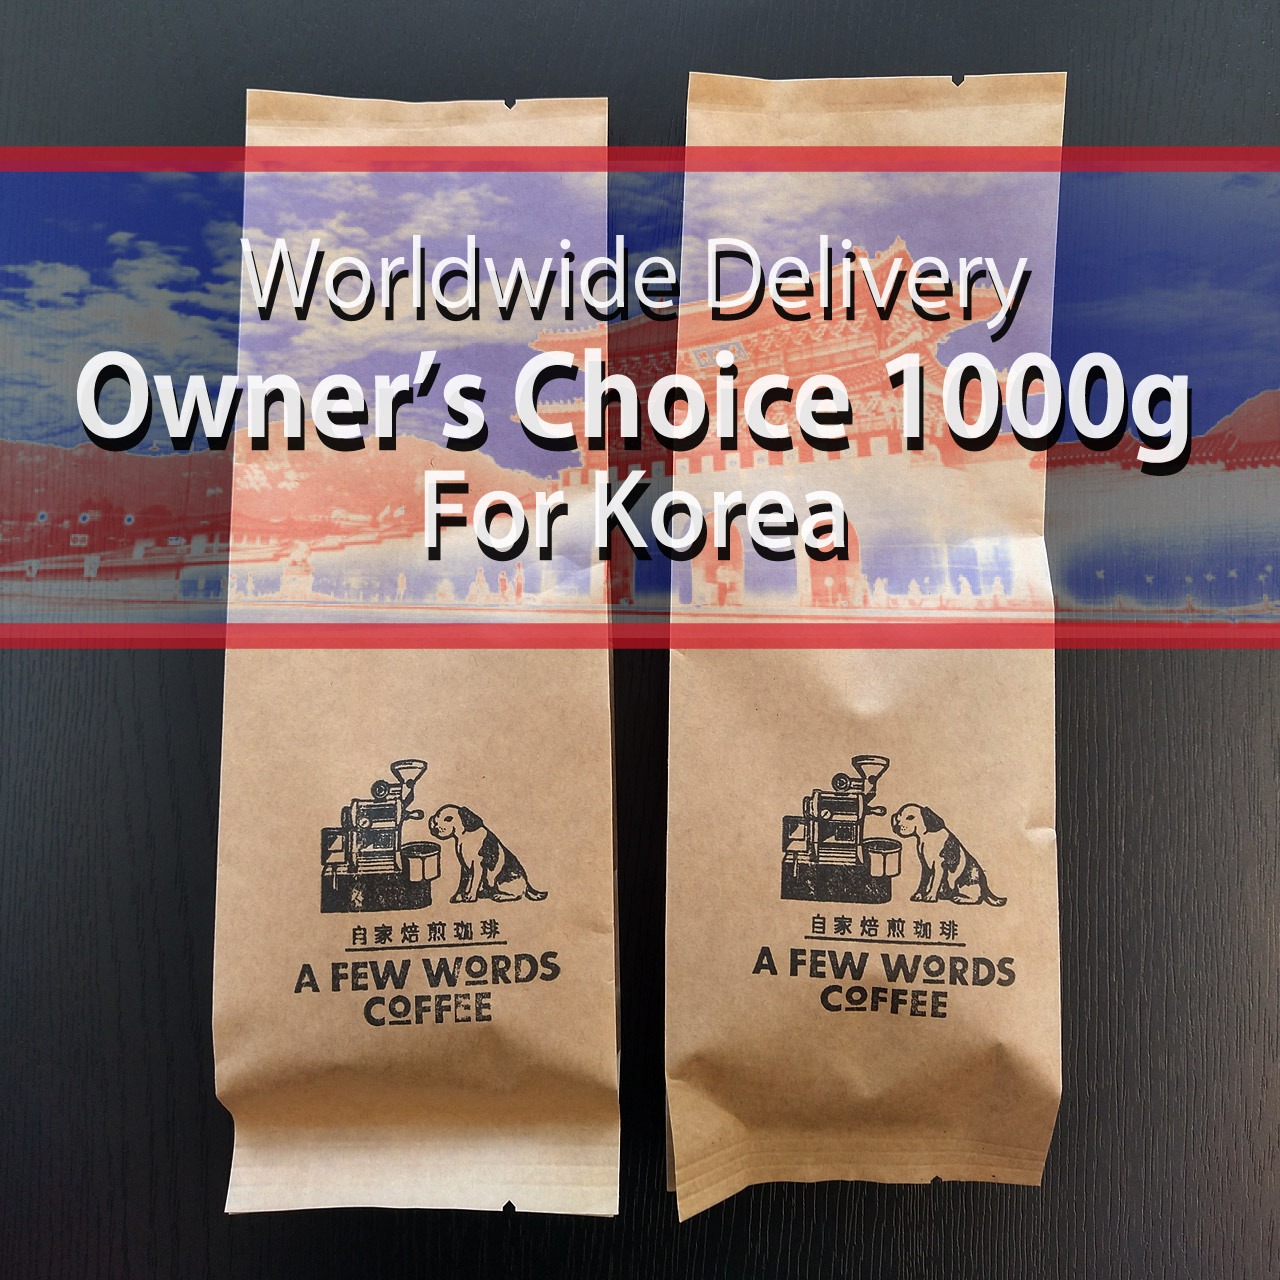 Worldwide Delivery
Owner's Choice 1000g
For Korea
自家焙煎珈琲
A FEW WORDS
COFFEE
自家焙煎珈琲
A FEW WORDS
COFFEE